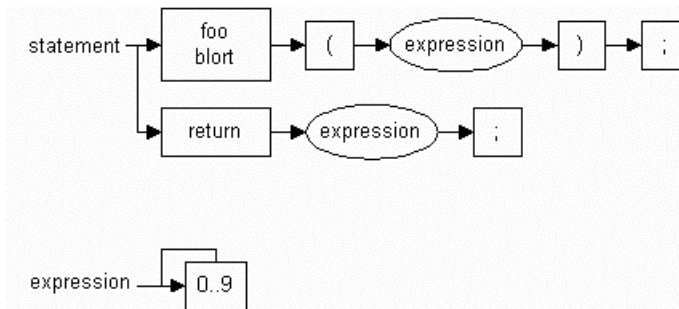 foo
statement ( expression ) ;
blort
return expression ;
expression 0..9